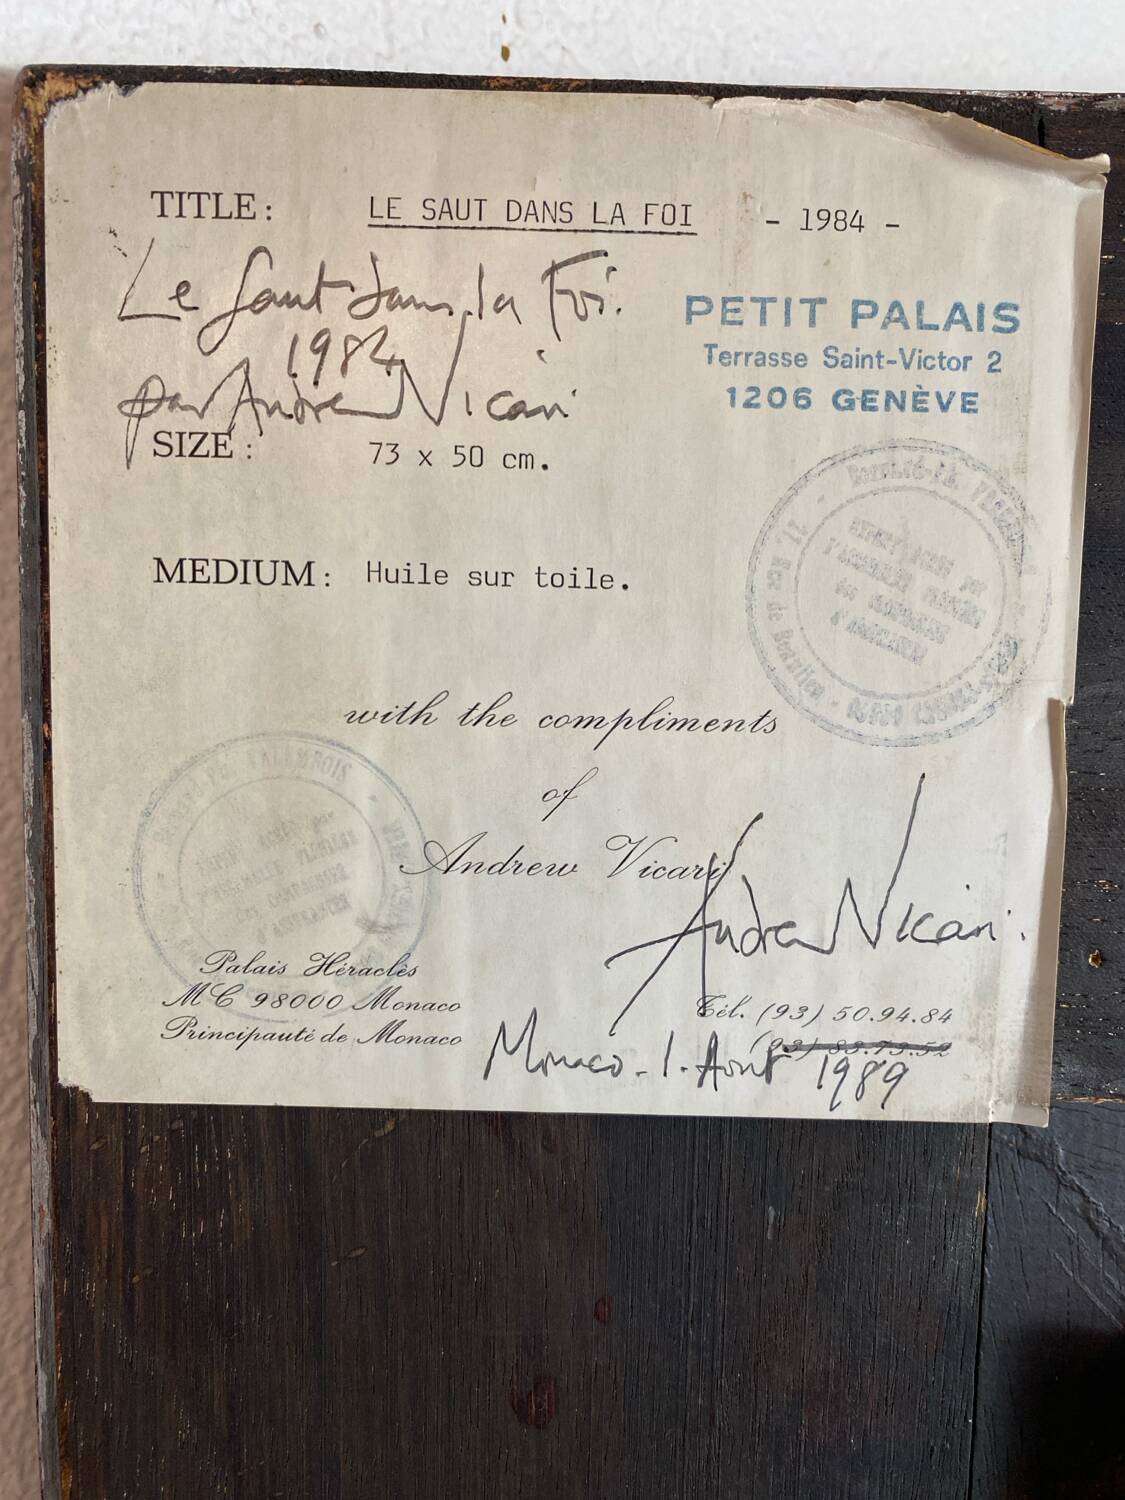 TITLE: LE SAUT DANS LA FOI - 1984 -
Le Saut dans la Foi.
1984
par Andrew Vicari
PETIT PALAIS
Terrasse Saint-Victor 2
1206 GENÈVE
SIZE: 73 x 50 cm.
MEDIUM: Huile sur toile.
with the compliments
of
Andrew Vicari
Andrew Vicari.
Palais Héraclès
MC 98000 Monaco
Principauté de Monaco
Tél. (93) 50.94.84
Monaco. 1. Août 1989